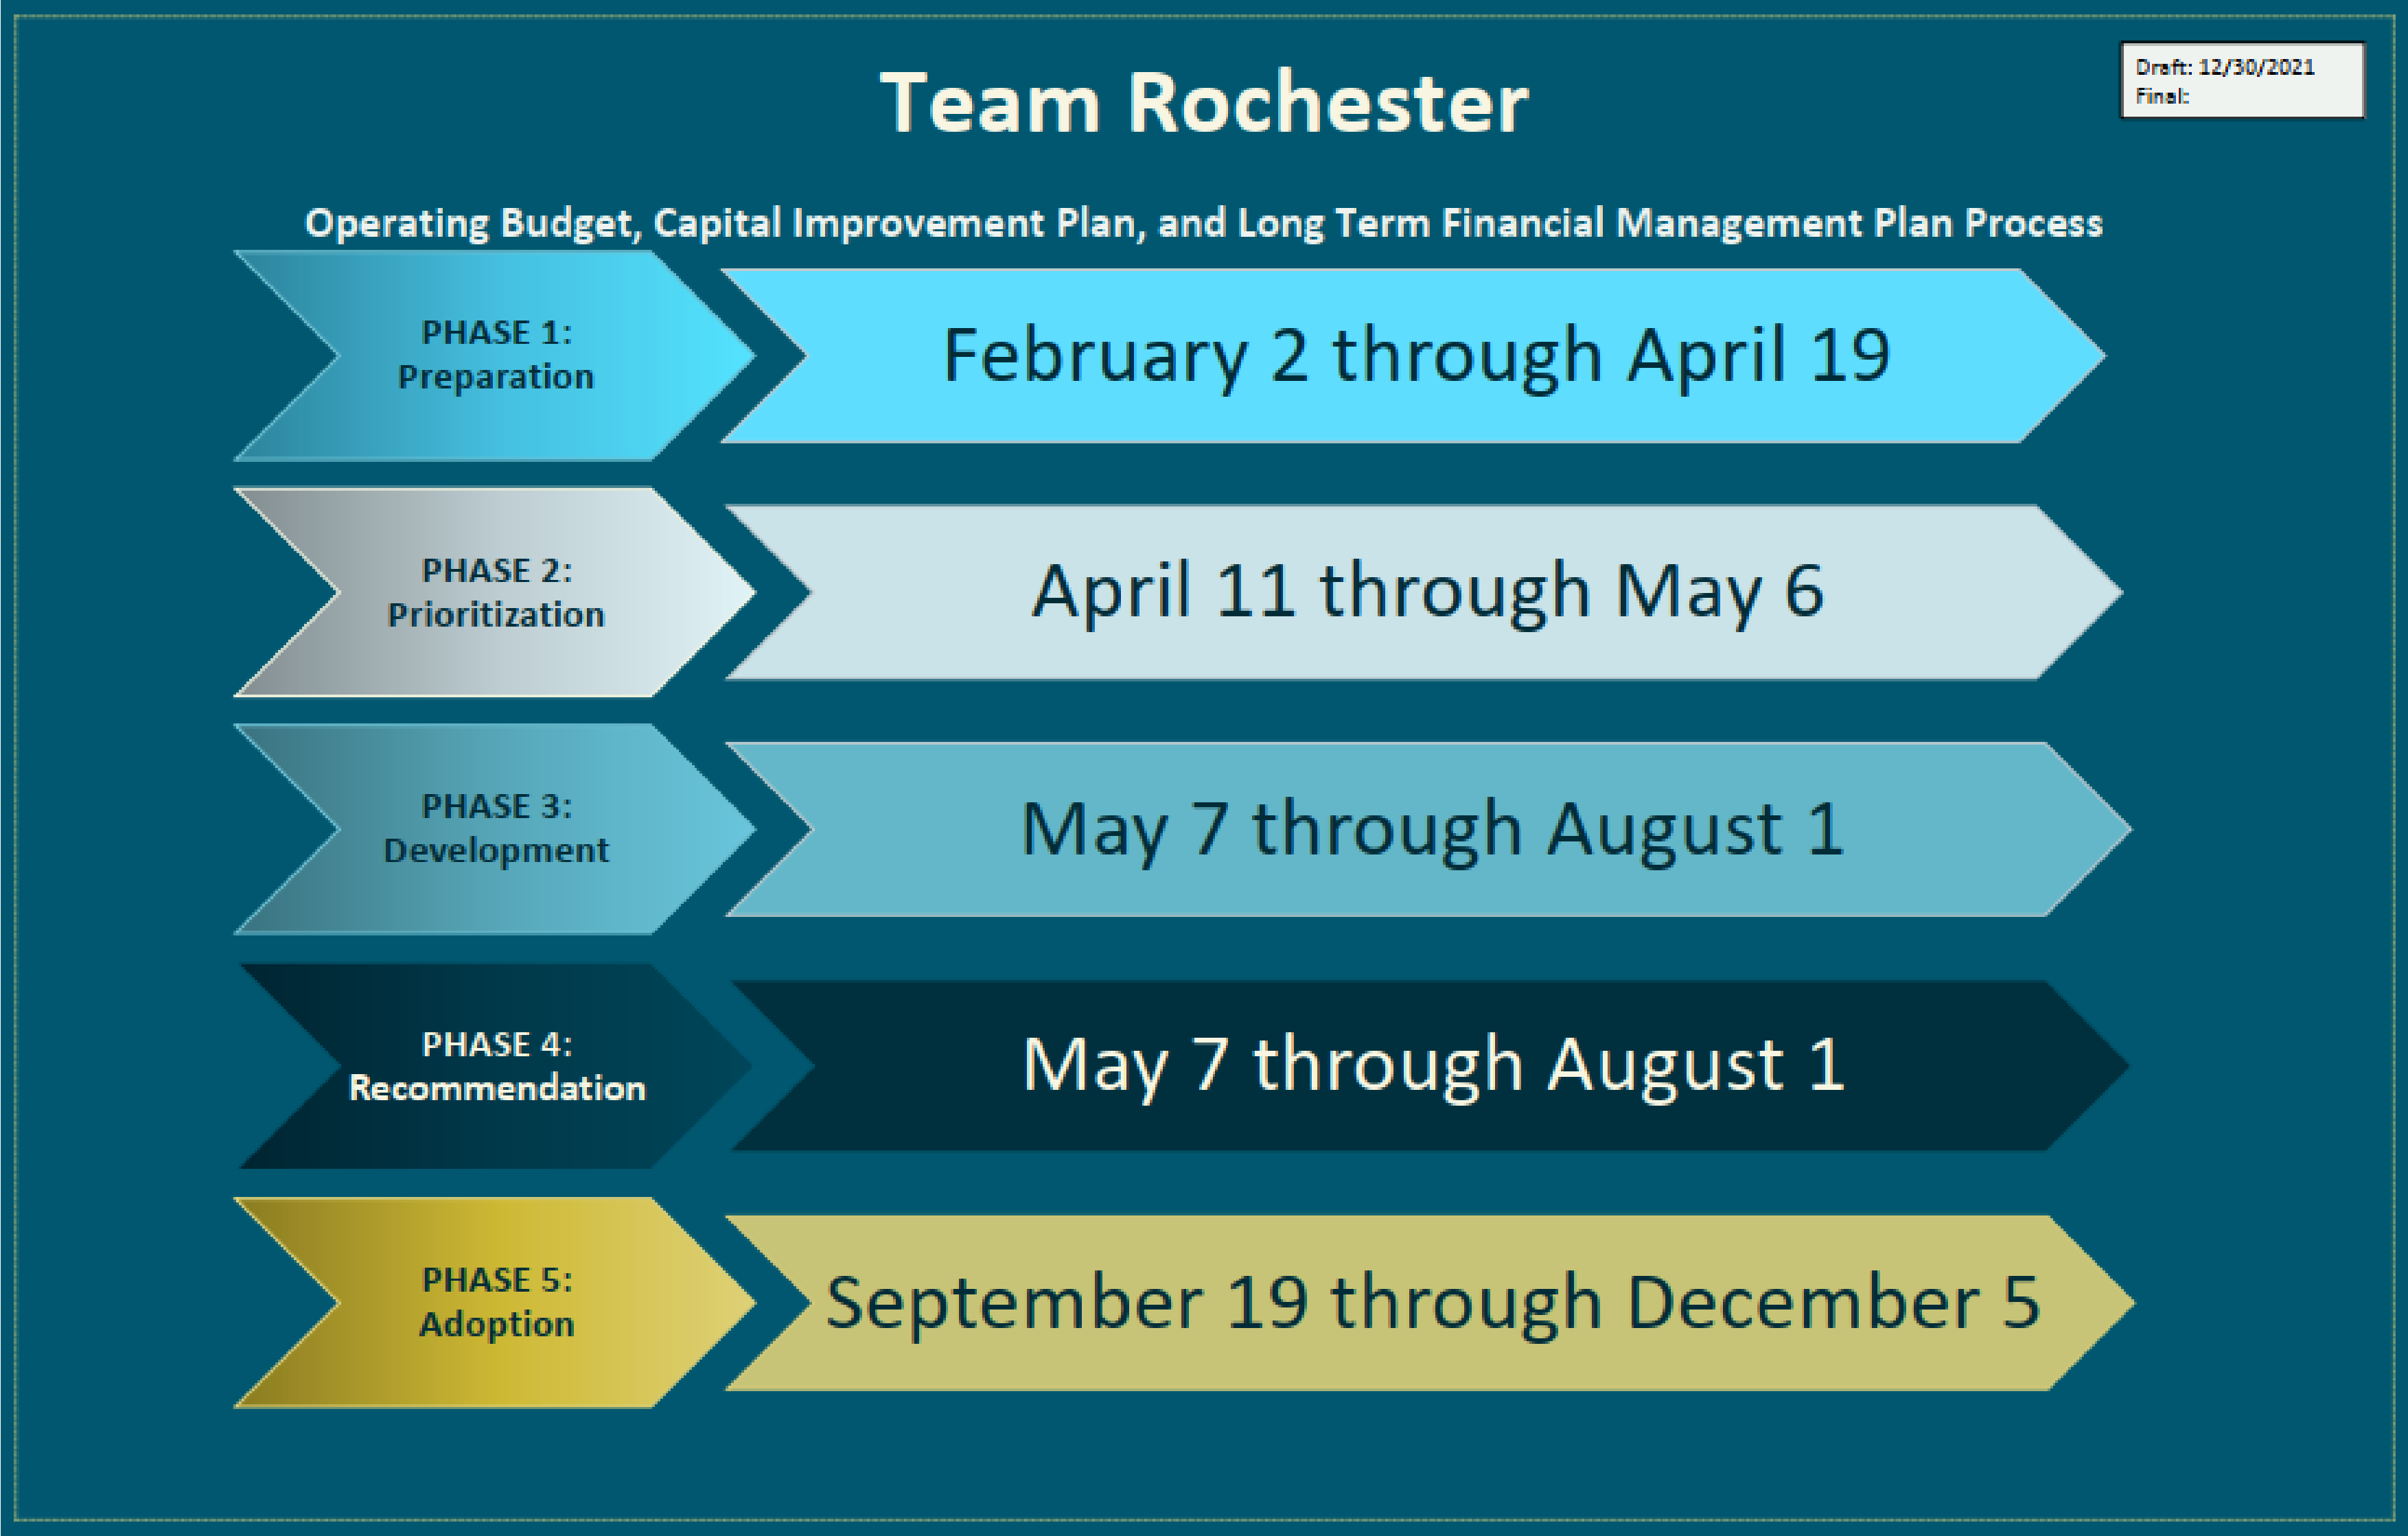 Draft: 12/30/2021
Final:
Team Rochester
Operating Budget, Capital Improvement Plan, and Long Term Financial Management Plan Process
PHASE 1:
Preparation
February 2 through April 19
PHASE 2:
Prioritization
April 11 through May 6
PHASE 3:
Development
May 7 through August 1
PHASE 4:
Recommendation
May 7 through August 1
PHASE 5:
Adoption
September 19 through December 5